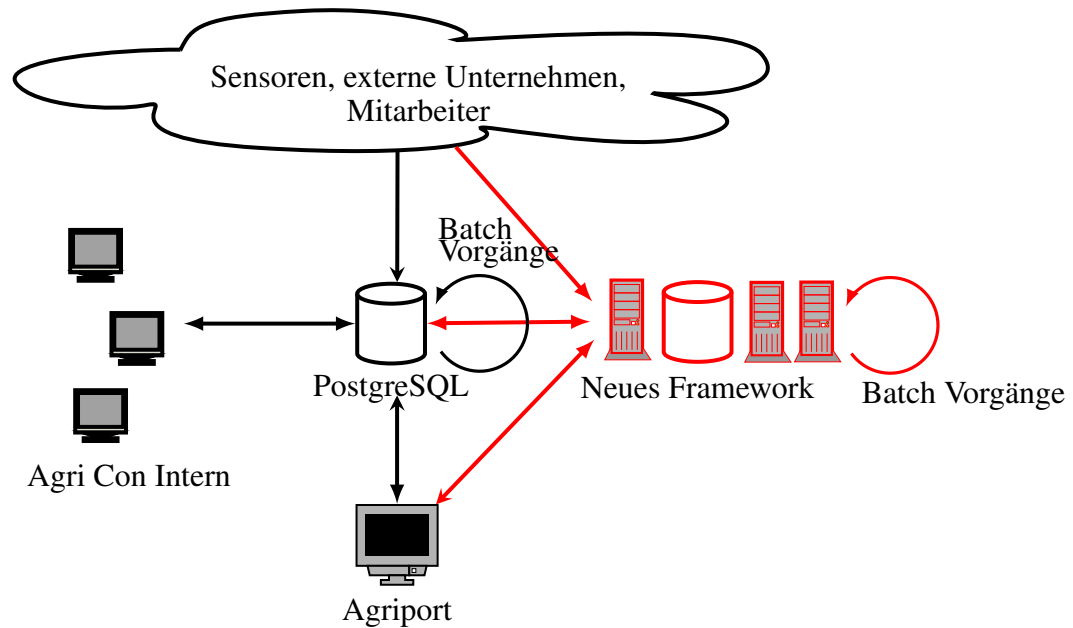 Sensoren, externe Unternehmen,
Mitarbeiter
Batch
Vorgänge
PostgreSQL
Neues Framework
Batch Vorgänge
Agri Con Intern
Agriport